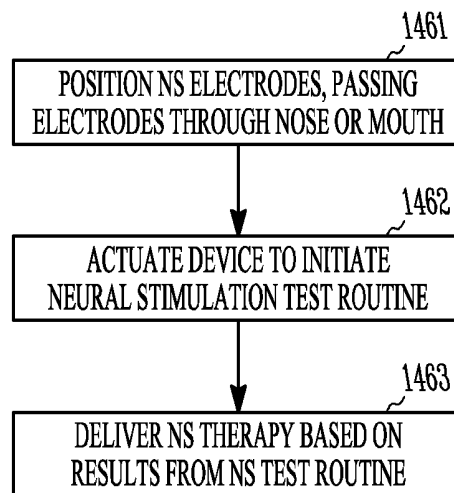 1461
POSITION NS ELECTRODES, PASSING
ELECTRODES THROUGH NOSE OR MOUTH
1462
ACTUATE DEVICE TO INITIATE
NEURAL STIMULATION TEST ROUTINE
1463
DELIVER NS THERAPY BASED ON
RESULTS FROM NS TEST ROUTINE